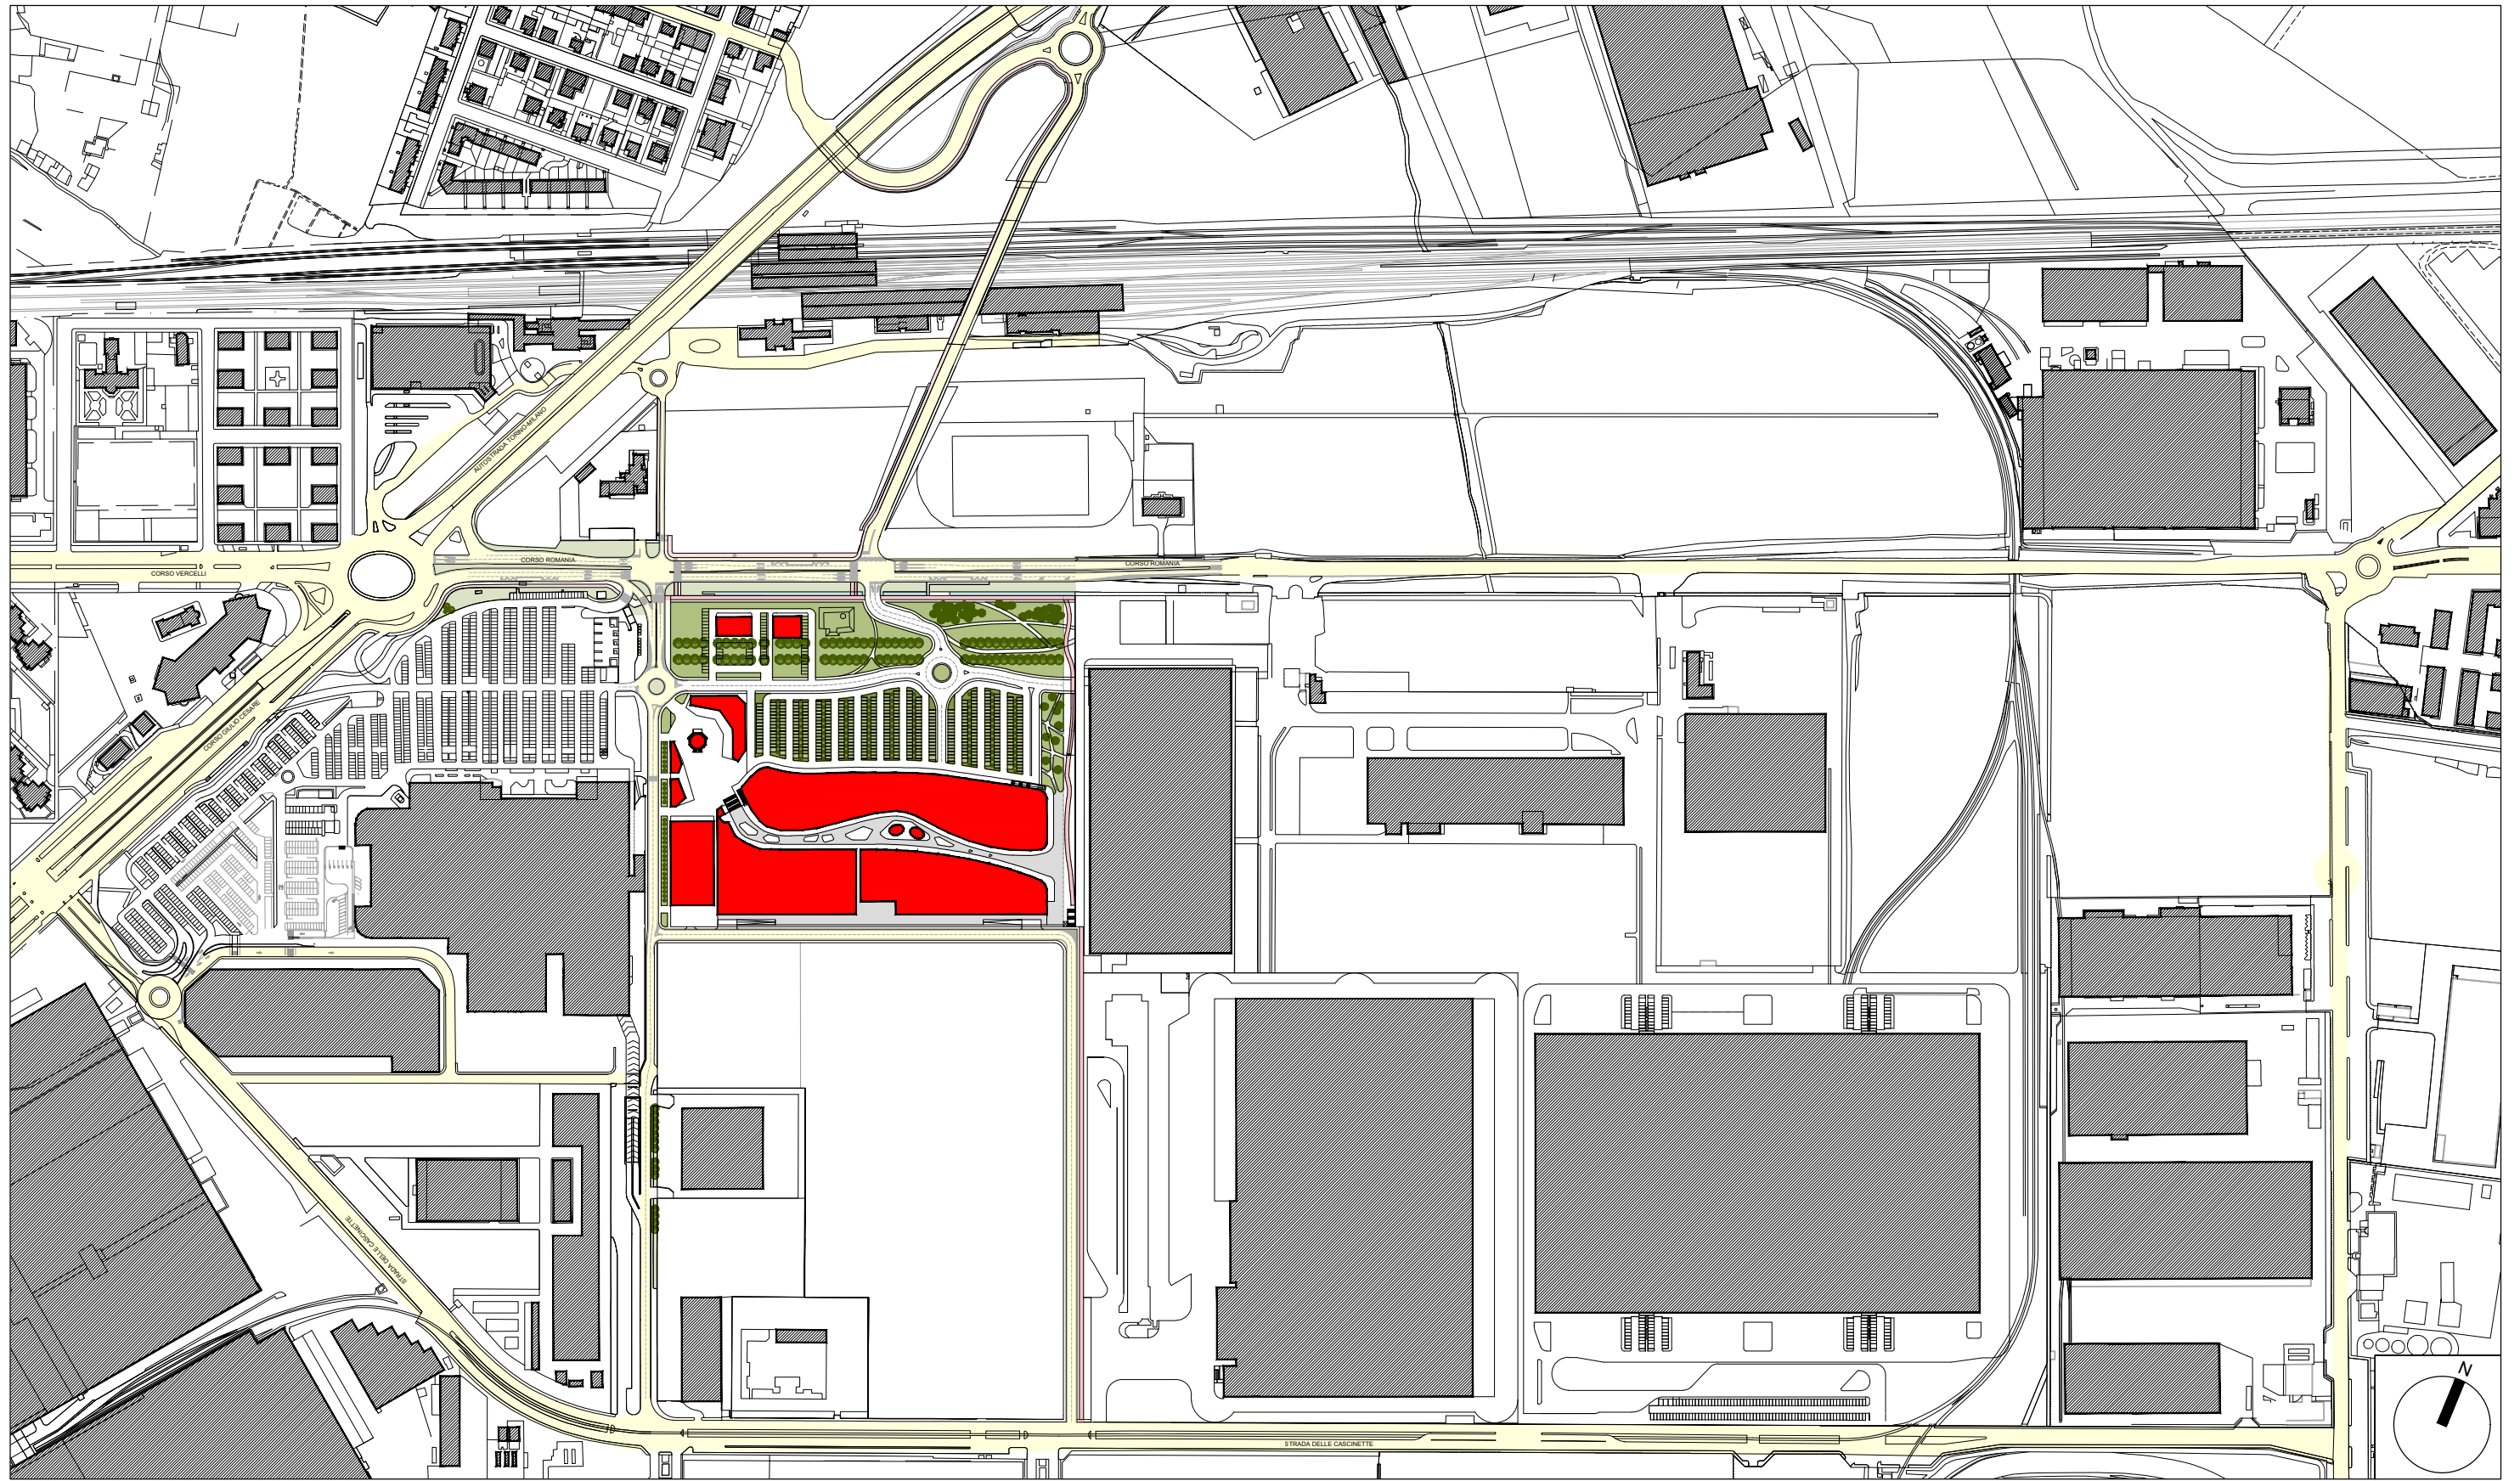 AUTOSTRADA TORINO-MILANO
CORSO ROMANIA
CORSO ROMANIA
CORSO VERCELLI
CORSO GIULIO CESARE
STRADA DELLE CASCINETTE
STRADA DELLE CASCINETTE
N